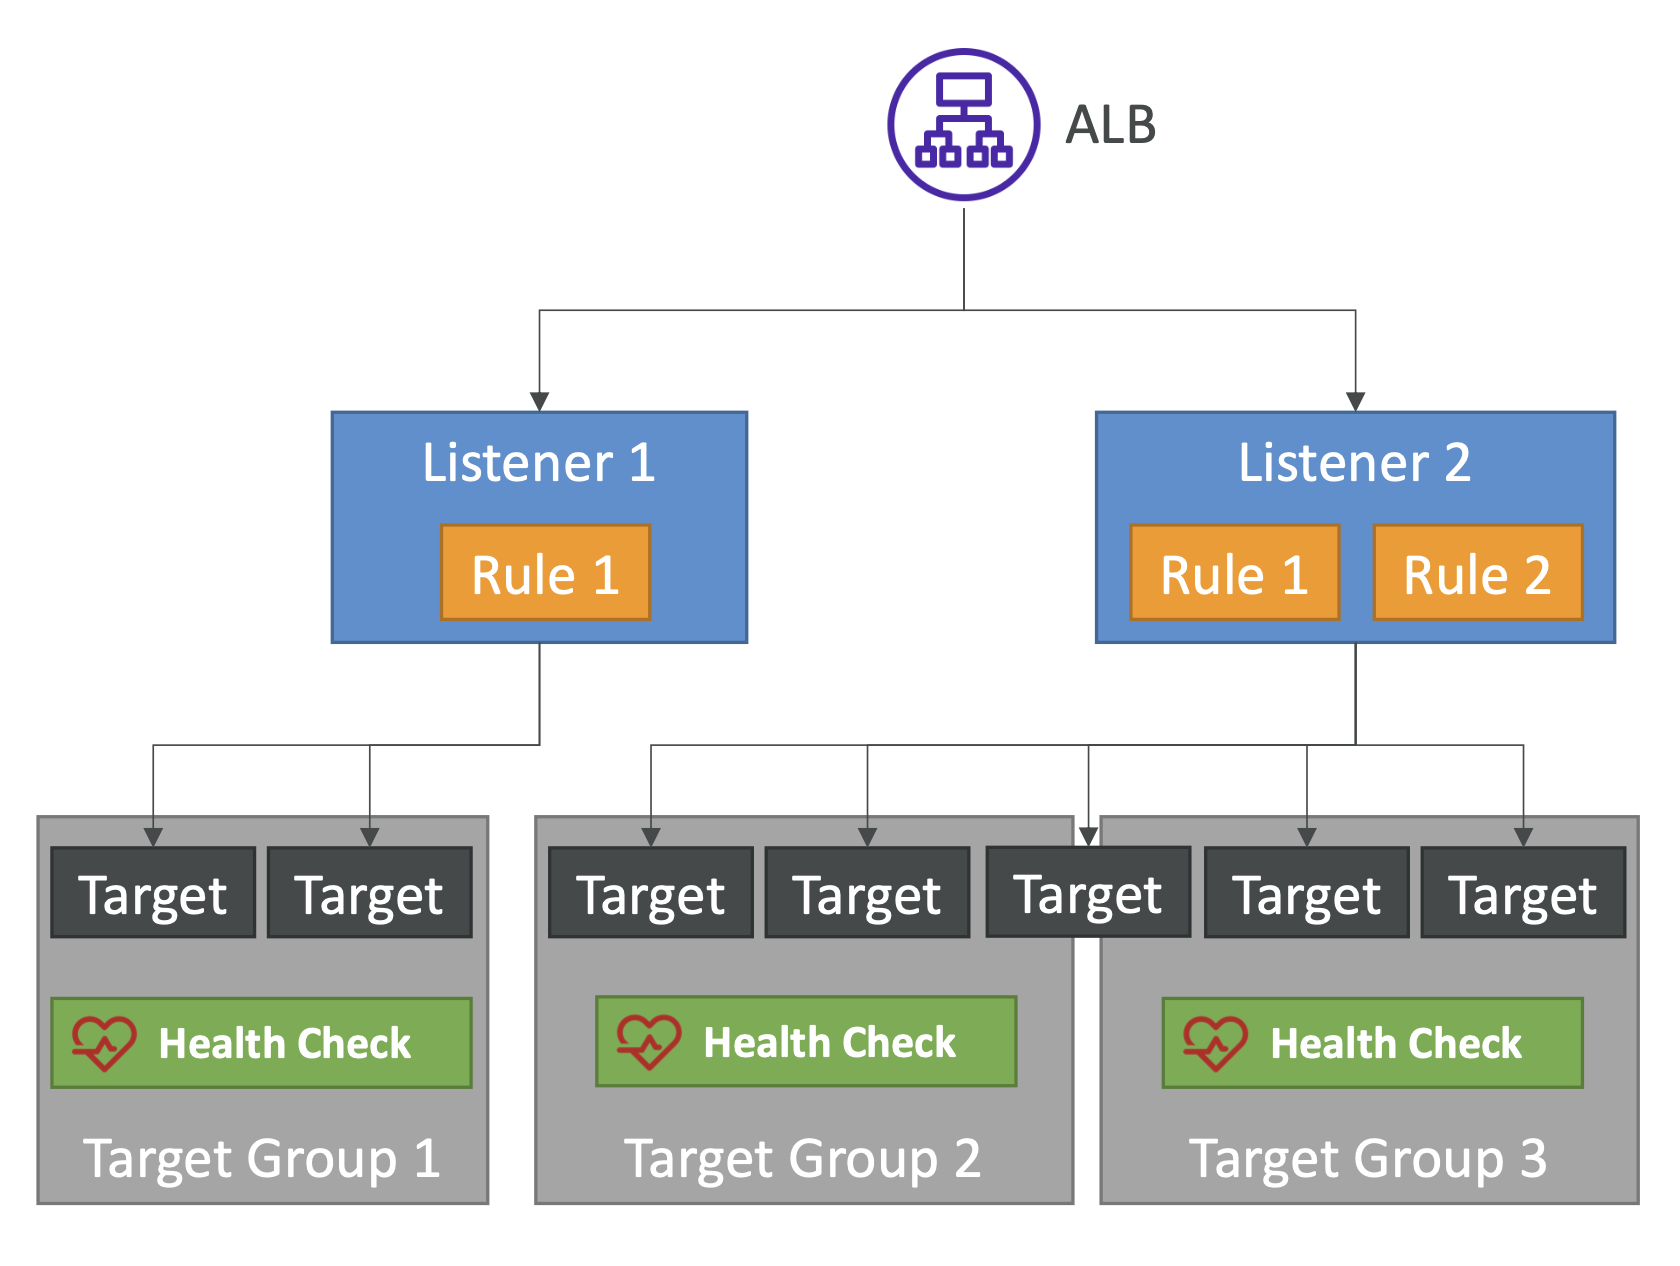 ALB
Listener 1
Rule 1
Listener 2
Rule 1 Rule 2
Target Target
Health Check
Target Group 1
Target Target Target Target Target
Health Check
Target Group 2
Health Check
Target Group 3